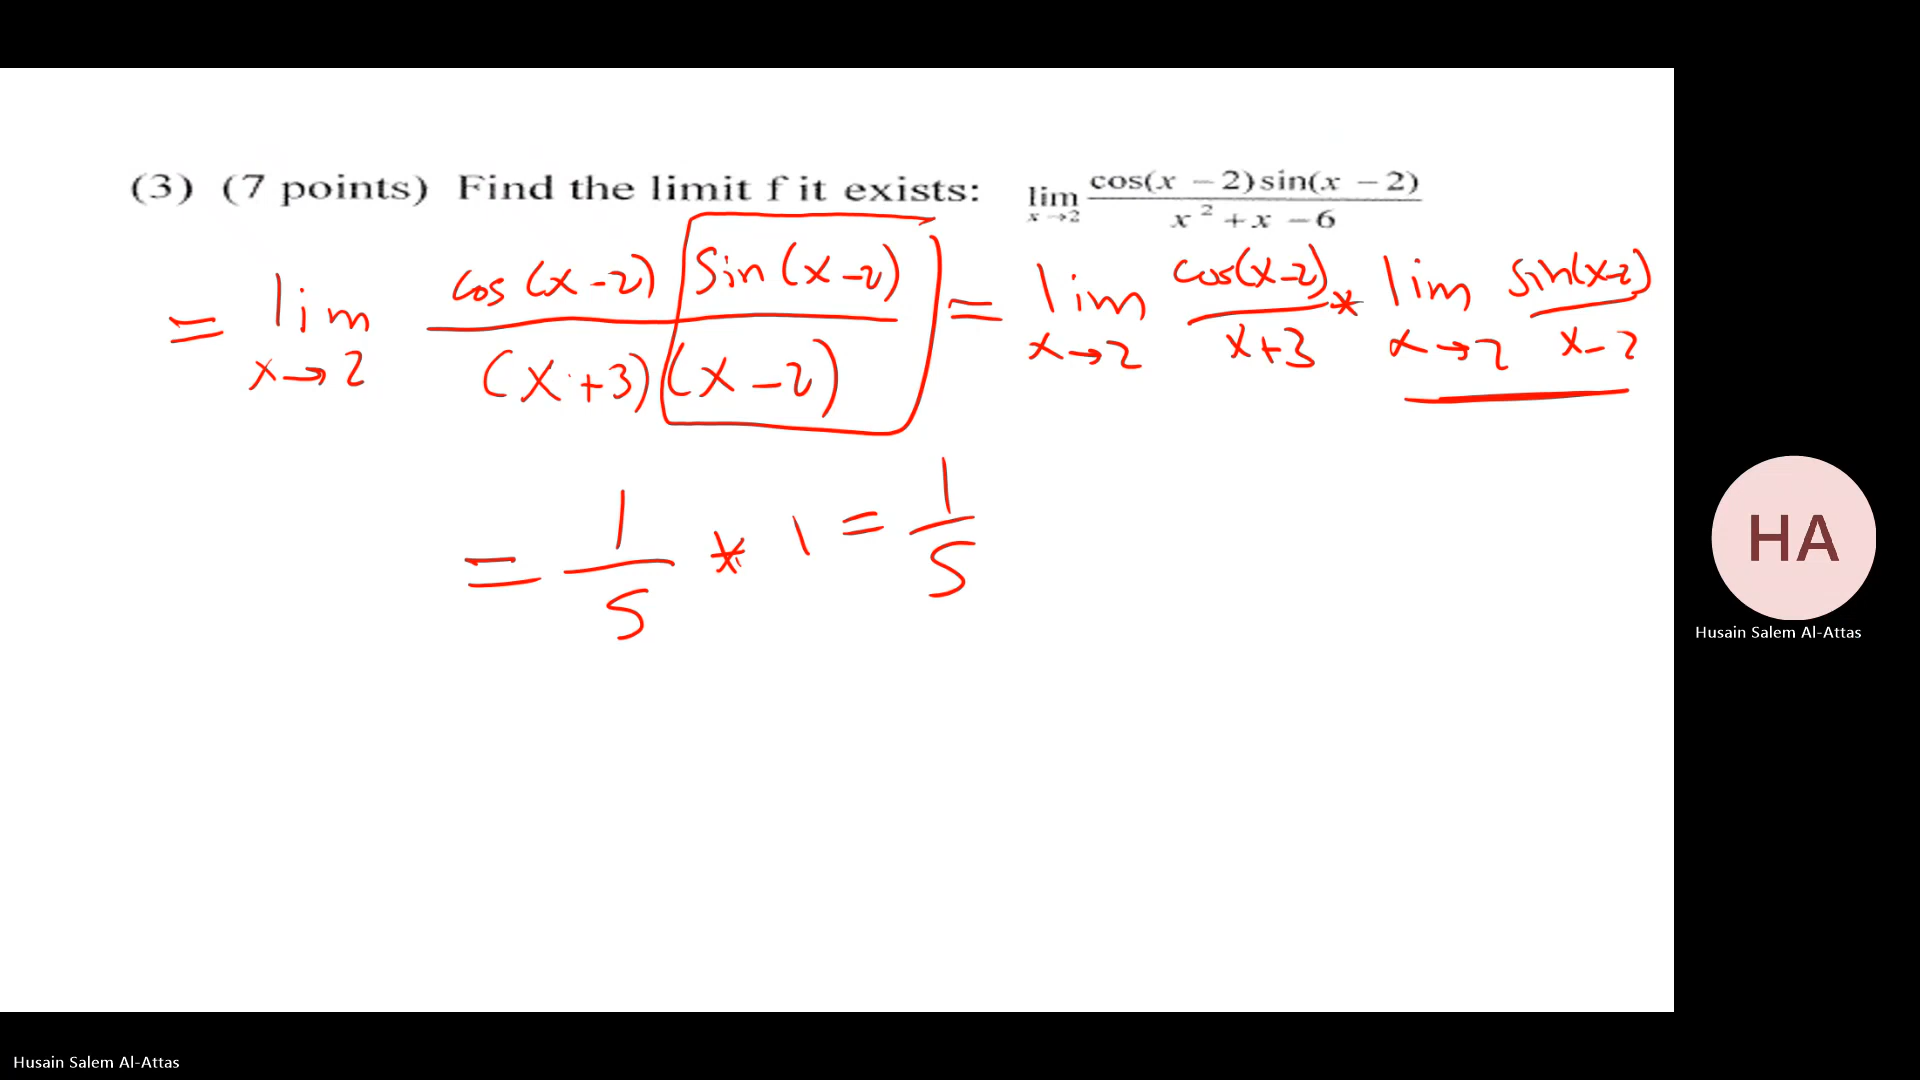 (3) (7 points) Find the limit f it exists: lim x→2 cos(x − 2)sin(x − 2) / x² + x − 6
= lim x→2 cos(x-2) sin(x-2) / (x+3)(x-2) = lim x→2 cos(x-2) / x+3 * lim x→2 sin(x-2) / x-2
= 1/5 * 1 = 1/5
HA
Husain Salem Al-Attas
Husain Salem Al-Attas